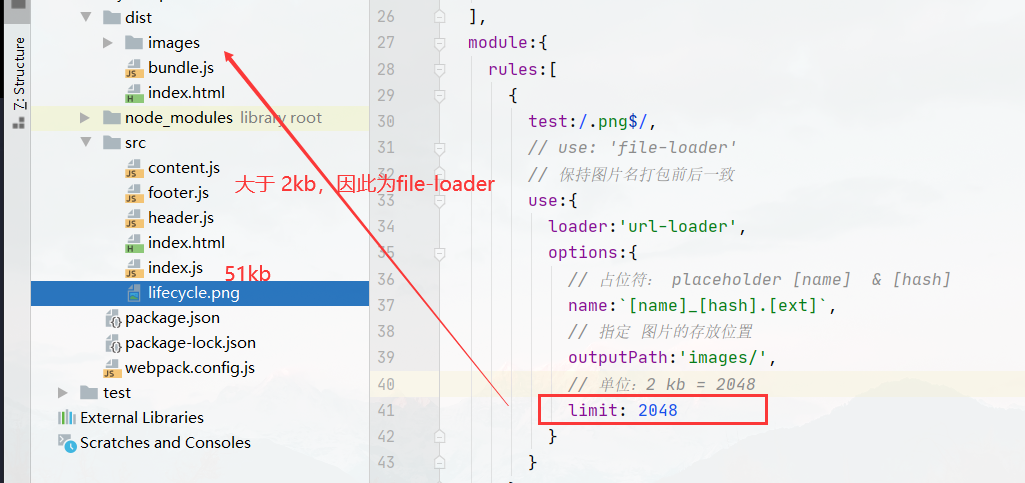 Z: Structure
dist
images
bundle.js
index.html
node_modules library root
src
content.js
footer.js
header.js
index.html
index.js
lifecycle.png
package.json
package-lock.json
webpack.config.js
test
External Libraries
Scratches and Consoles
大于 2kb，因此为file-loader
51kb
26 ],
27 module:{
28 rules:[
29 {
30 test:/.png$/,
31 // use: 'file-loader'
32 // 保持图片名打包前后一致
33 use:{
34 loader:'url-loader',
35 options:{
36 // 占位符： placeholder [name]  & [hash]
37 name:`[name]_[hash].[ext]`,
38 // 指定 图片的存放位置
39 outputPath:'images/',
40 // 单位：2 kb = 2048
41 limit: 2048
42 }
43 }